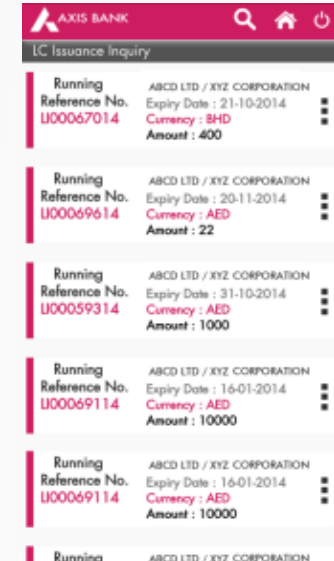 AXIS BANK
LC Issuance Inquiry
Running
Reference No.
LI00067014
ABCD LTD / XYZ CORPORATION
Expiry Date : 21-10-2014
Currency : BHD
Amount : 400
Running
Reference No.
LI00069614
ABCD LTD / XYZ CORPORATION
Expiry Date : 20-11-2014
Currency : AED
Amount : 22
Running
Reference No.
LI00059314
ABCD LTD / XYZ CORPORATION
Expiry Date : 31-10-2014
Currency : AED
Amount : 1000
Running
Reference No.
LI00069114
ABCD LTD / XYZ CORPORATION
Expiry Date : 16-01-2014
Currency : AED
Amount : 10000
Running
Reference No.
LI00069114
ABCD LTD / XYZ CORPORATION
Expiry Date : 16-01-2014
Currency : AED
Amount : 10000
Running
ABCD LTD / XYZ CORPORATION